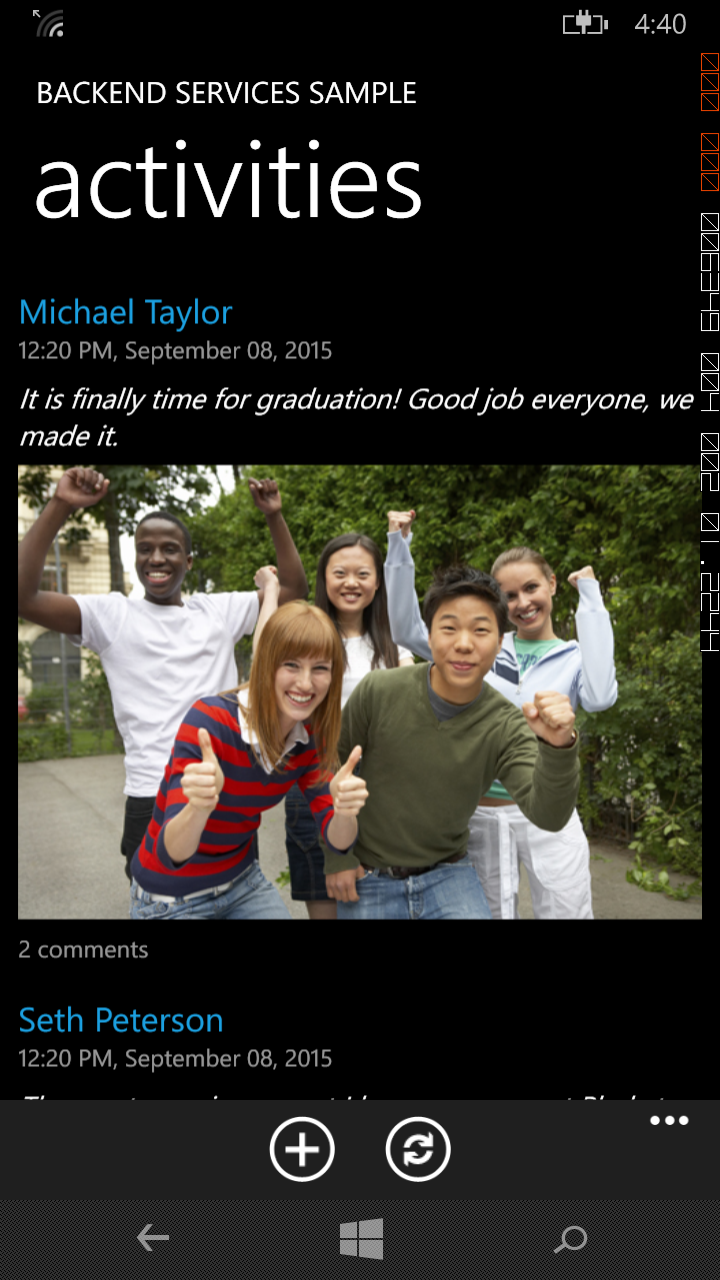 4:40
BACKEND SERVICES SAMPLE
activities
Michael Taylor
12:20 PM, September 08, 2015
It is finally time for graduation! Good job everyone, we
made it.
2 comments
Seth Peterson
12:20 PM, September 08, 2015